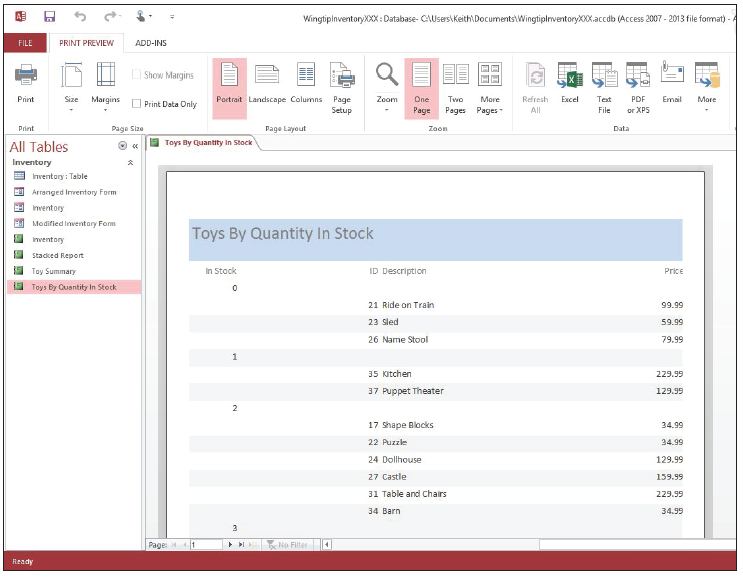 WingtipInventoryXXX : Database- C:\Users\Keith\Documents\WingtipInventoryXXX.accdb (Access 2007 - 2013 file format) - A
FILE PRINT PREVIEW ADD-INS
Show Margins
Print Data Only
Print Size Margins Portrait Landscape Columns Page Setup Zoom One Page Two Pages More Pages Refresh All Excel Text File PDF or XPS Email More
Print Page Size Page Layout Zoom Data
All Tables «
Toys By Quantity In Stock
Inventory
Inventory : Table
Arranged Inventory Form
Inventory
Modified Inventory Form
Inventory
Stacked Report
Toy Summary
Toys By Quantity In Stock
Toys By Quantity In Stock
In Stock ID Description Price
0
21 Ride on Train 99.99
23 Sled 59.99
26 Name Stool 79.99
1
35 Kitchen 229.99
37 Puppet Theater 129.99
2
17 Shape Blocks 34.99
22 Puzzle 34.99
24 Dollhouse 129.99
27 Castle 159.99
31 Table and Chairs 229.99
34 Barn 34.99
3
Page: 1 No Filter
Ready